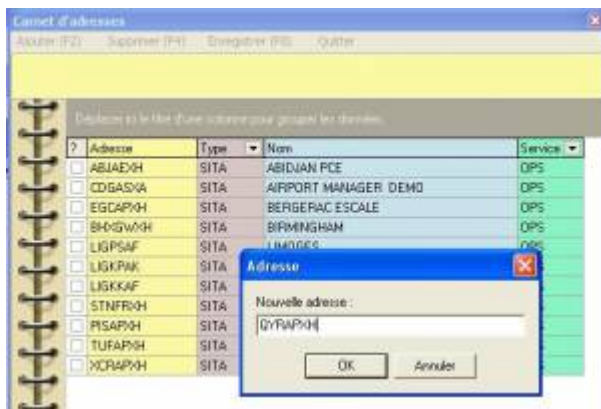 Carnet d'adresses
Ajouter (F2) Supprimer (F4) Enregistrer (F8) Quitter
Déplacer ici le titre d'une colonne pour grouper les données.
? Adresse Type Nom Service
ABJAEXH SITA ABIDJAN PCE OPS
CDGASXA SITA AIRPORT MANAGER DEMO OPS
EGCAPXH SITA BERGERAC ESCALE OPS
BHXGWXH SITA BIRMINGHAM OPS
LIGPSAF SITA LIMOGES OPS
LIGKPAK SITA
LIGKKAF SITA
STNFRXH SITA
PISAPXH SITA
TUFAPXH SITA
XCRAPXH SITA
Adresse
Nouvelle adresse :
QYRAPXH
OK Annuler